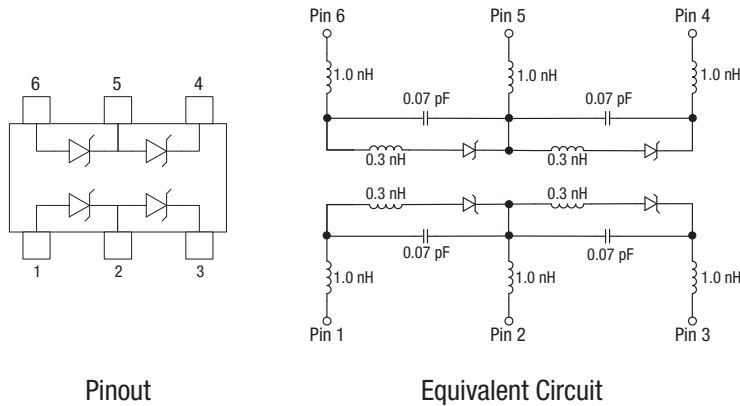 Pin 6 Pin 5 Pin 4
1.0 nH 1.0 nH 1.0 nH
6 5 4
0.07 pF 0.07 pF
0.3 nH 0.3 nH
0.3 nH 0.3 nH
0.07 pF 0.07 pF
1 2 3
1.0 nH 1.0 nH 1.0 nH
Pin 1 Pin 2 Pin 3
Pinout Equivalent Circuit